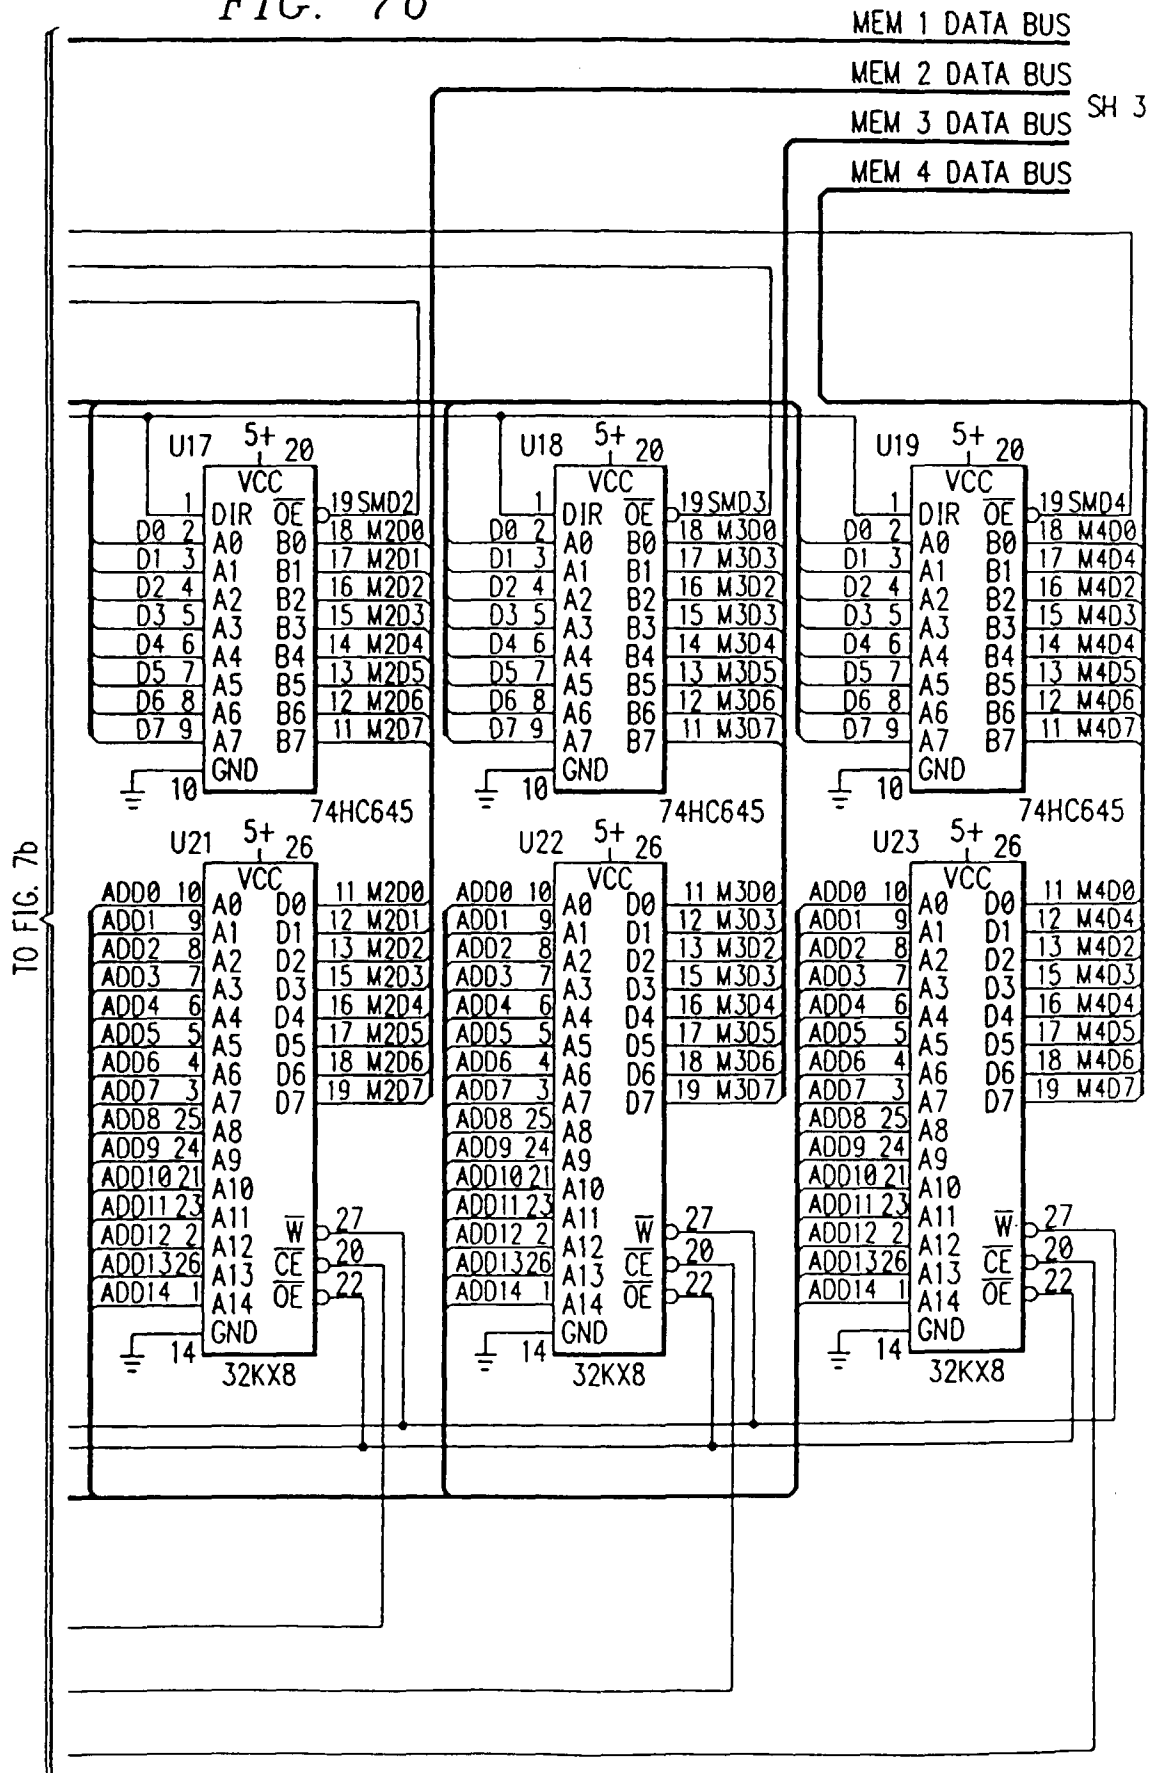 FIG. 7b
MEM 1 DATA BUS
MEM 2 DATA BUS
SH 3
MEM 3 DATA BUS
MEM 4 DATA BUS
TO FIG. 7b
U17 5+ 20
VCC
1 DIR OE 19 SMD2
D0 2 A0 B0 18 M2D0
D1 3 A1 B1 17 M2D1
D2 4 A2 B2 16 M2D2
D3 5 A3 B3 15 M2D3
D4 6 A4 B4 14 M2D4
D5 7 A5 B5 13 M2D5
D6 8 A6 B6 12 M2D6
D7 9 A7 B7 11 M2D7
GND
10
74HC645
U18 5+ 20
VCC
1 DIR OE 19 SMD3
D0 2 A0 B0 18 M3D0
D1 3 A1 B1 17 M3D3
D2 4 A2 B2 16 M3D2
D3 5 A3 B3 15 M3D3
D4 6 A4 B4 14 M3D4
D5 7 A5 B5 13 M3D5
D6 8 A6 B6 12 M3D6
D7 9 A7 B7 11 M3D7
GND
10
74HC645
U19 5+ 20
VCC
1 DIR OE 19 SMD4
D0 2 A0 B0 18 M4D0
D1 3 A1 B1 17 M4D4
D2 4 A2 B2 16 M4D2
D3 5 A3 B3 15 M4D3
D4 6 A4 B4 14 M4D4
D5 7 A5 B5 13 M4D5
D6 8 A6 B6 12 M4D6
D7 9 A7 B7 11 M4D7
GND
10
74HC645
U21 5+ 26
VCC
ADD0 10 A0 D0 11 M2D0
ADD1 9 A1 D1 12 M2D1
ADD2 8 A2 D2 13 M2D2
ADD3 7 A3 D3 15 M2D3
ADD4 6 A4 D4 16 M2D4
ADD5 5 A5 D5 17 M2D5
ADD6 4 A6 D6 18 M2D6
ADD7 3 A7 D7 19 M2D7
ADD8 25 A8
ADD9 24 A9
ADD10 21 A10
ADD11 23 A11 W 27
ADD12 2 A12 CE 20
ADD13 26 A13 OE 22
ADD14 1 A14
GND
14
32KX8
U22 5+ 26
VCC
ADD0 10 A0 D0 11 M3D0
ADD1 9 A1 D1 12 M3D3
ADD2 8 A2 D2 13 M3D2
ADD3 7 A3 D3 15 M3D3
ADD4 6 A4 D4 16 M3D4
ADD5 5 A5 D5 17 M3D5
ADD6 4 A6 D6 18 M3D6
ADD7 3 A7 D7 19 M3D7
ADD8 25 A8
ADD9 24 A9
ADD10 21 A10
ADD11 23 A11 W 27
ADD12 2 A12 CE 20
ADD13 26 A13 OE 22
ADD14 1 A14
GND
14
32KX8
U23 5+ 26
VCC
ADD0 10 A0 D0 11 M4D0
ADD1 9 A1 D1 12 M4D4
ADD2 8 A2 D2 13 M4D2
ADD3 7 A3 D3 15 M4D3
ADD4 6 A4 D4 16 M4D4
ADD5 5 A5 D5 17 M4D5
ADD6 4 A6 D6 18 M4D6
ADD7 3 A7 D7 19 M4D7
ADD8 25 A8
ADD9 24 A9
ADD10 21 A10
ADD11 23 A11 W 27
ADD12 2 A12 CE 20
ADD13 26 A13 OE 22
ADD14 1 A14
GND
14
32KX8